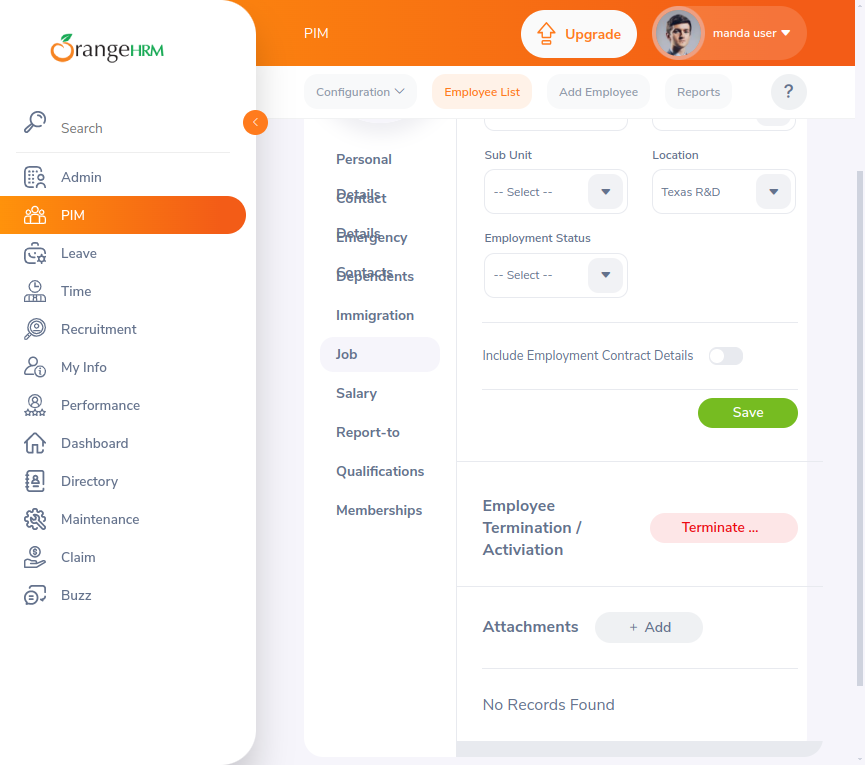 OrangeHRM
PIM
Upgrade
manda user
Configuration
Employee List
Add Employee
Reports
?
Search
Admin
PIM
Leave
Time
Recruitment
My Info
Performance
Dashboard
Directory
Maintenance
Claim
Buzz
Personal
Details
Contact
Details
Emergency
Contacts
Dependents
Immigration
Job
Salary
Report-to
Qualifications
Memberships
Sub Unit
Location
-- Select --
Texas R&D
Employment Status
-- Select --
Include Employment Contract Details
Save
Employee
Termination /
Activiation
Terminate ...
Attachments
+ Add
No Records Found